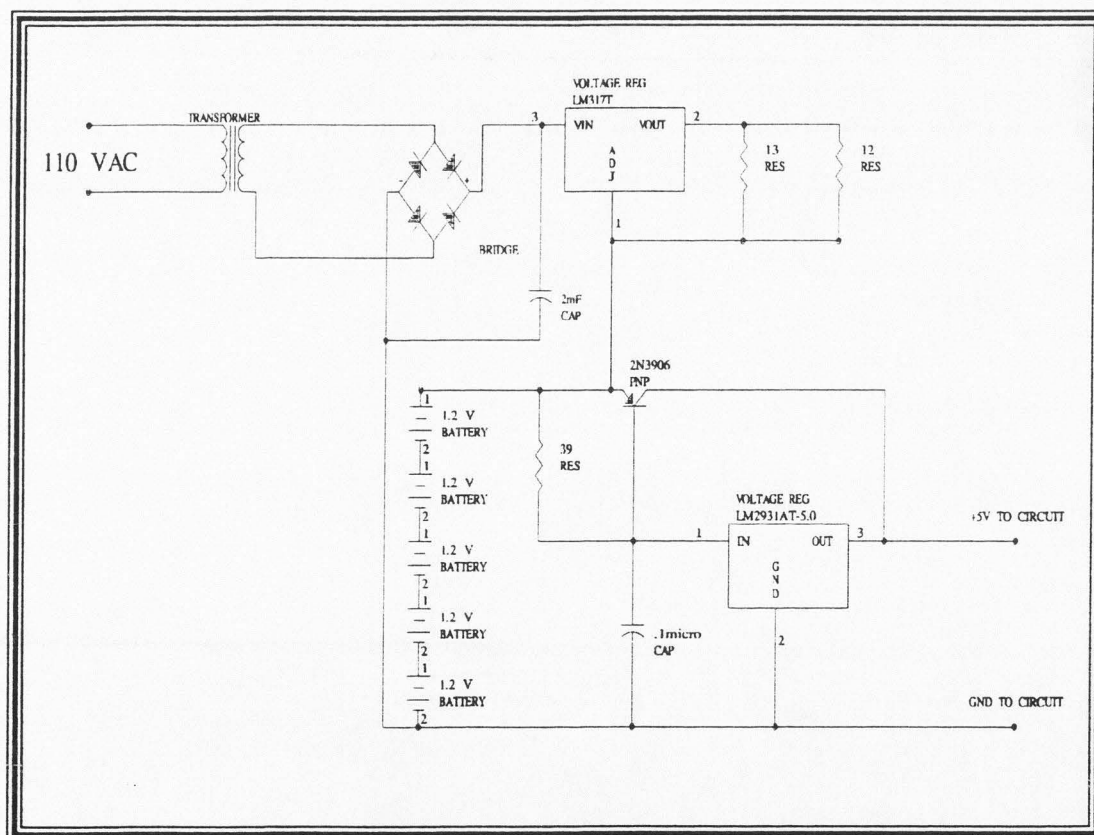 VOLTAGE REG
LM317T
TRANSFORMER
110 VAC
3
VIN
VOUT
2
A
D
J
13
RES
12
RES
1
-
+
BRIDGE
2mF
CAP
2N3906
PNP
1
1.2 V
BATTERY
2
39
RES
1
1.2 V
BATTERY
2
VOLTAGE REG
LM2931AT-5.0
+5V TO CIRCUIT
1
1.2 V
BATTERY
2
1
IN
OUT
3
G
N
D
1
1.2 V
BATTERY
2
.1micro
CAP
2
1
1.2 V
BATTERY
2
GND TO CIRCUIT